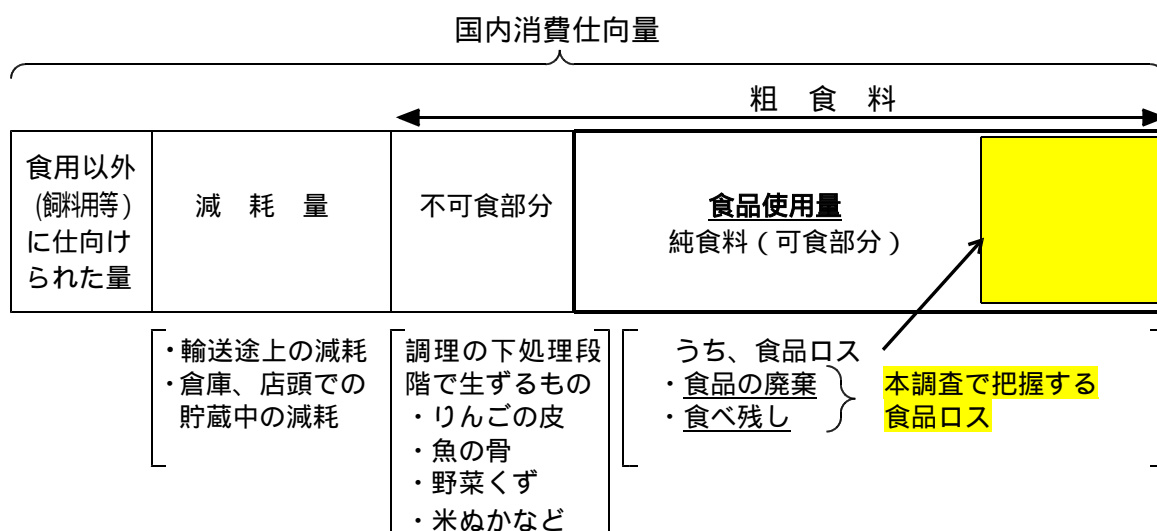 国内消費仕向量
粗　食　料
食用以外
(飼料用等)
に仕向け
られた量
減　耗　量
不可食部分
食品使用量
純食料(可食部分)
・輸送途上の減耗
・倉庫、店頭での
貯蔵中の減耗
調理の下処理段
階で生ずるもの
・りんごの皮
・魚の骨
・野菜くず
・米ぬかなど
うち、食品ロス
・食品の廃棄
・食べ残し
本調査で把握する
食品ロス